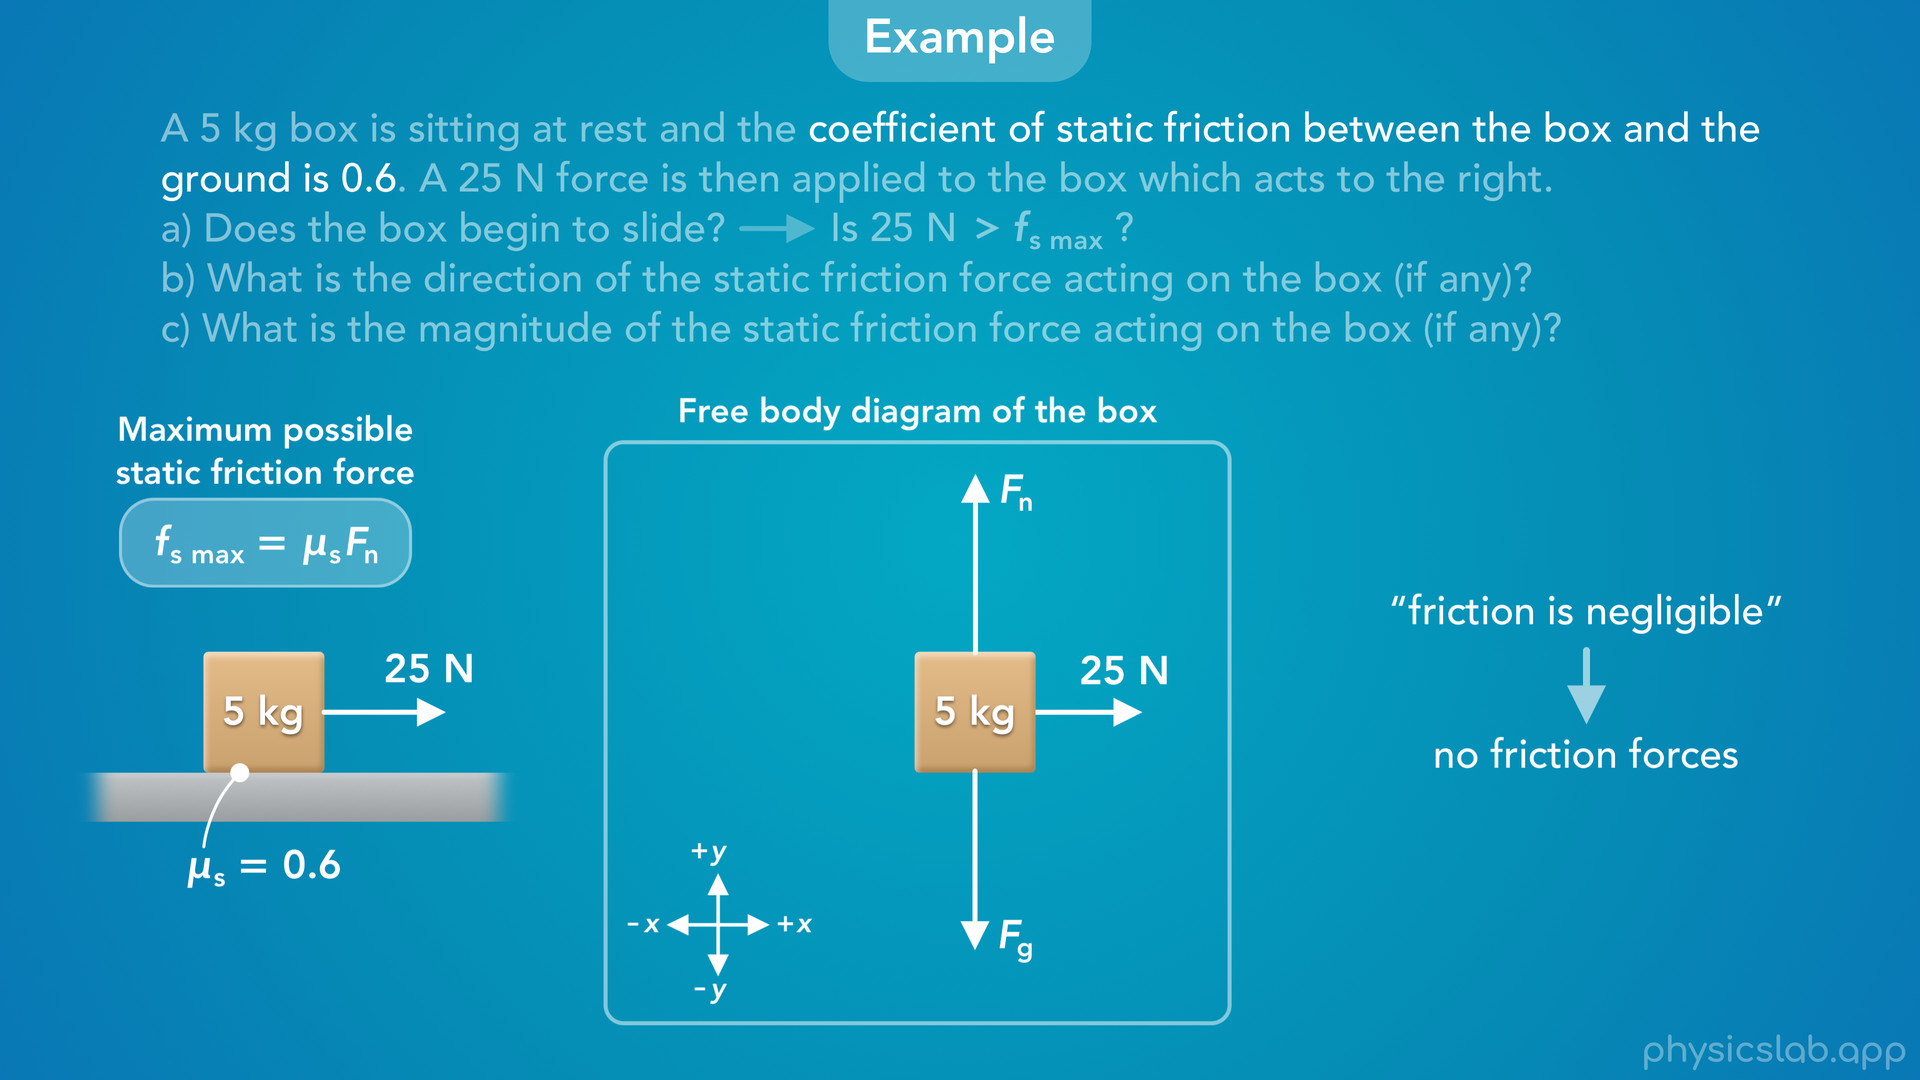 Example
A 5 kg box is sitting at rest and the coefficient of static friction between the box and the
ground is 0.6. A 25 N force is then applied to the box which acts to the right.
a) Does the box begin to slide? → Is 25 N > fs max ?
b) What is the direction of the static friction force acting on the box (if any)?
c) What is the magnitude of the static friction force acting on the box (if any)?
Maximum possible
static friction force
fs max = μsFn
25 N
5 kg
μs = 0.6
Free body diagram of the box
Fn
25 N
5 kg
Fg
+y
-x
+x
-y
“friction is negligible”
no friction forces
physicslab.app